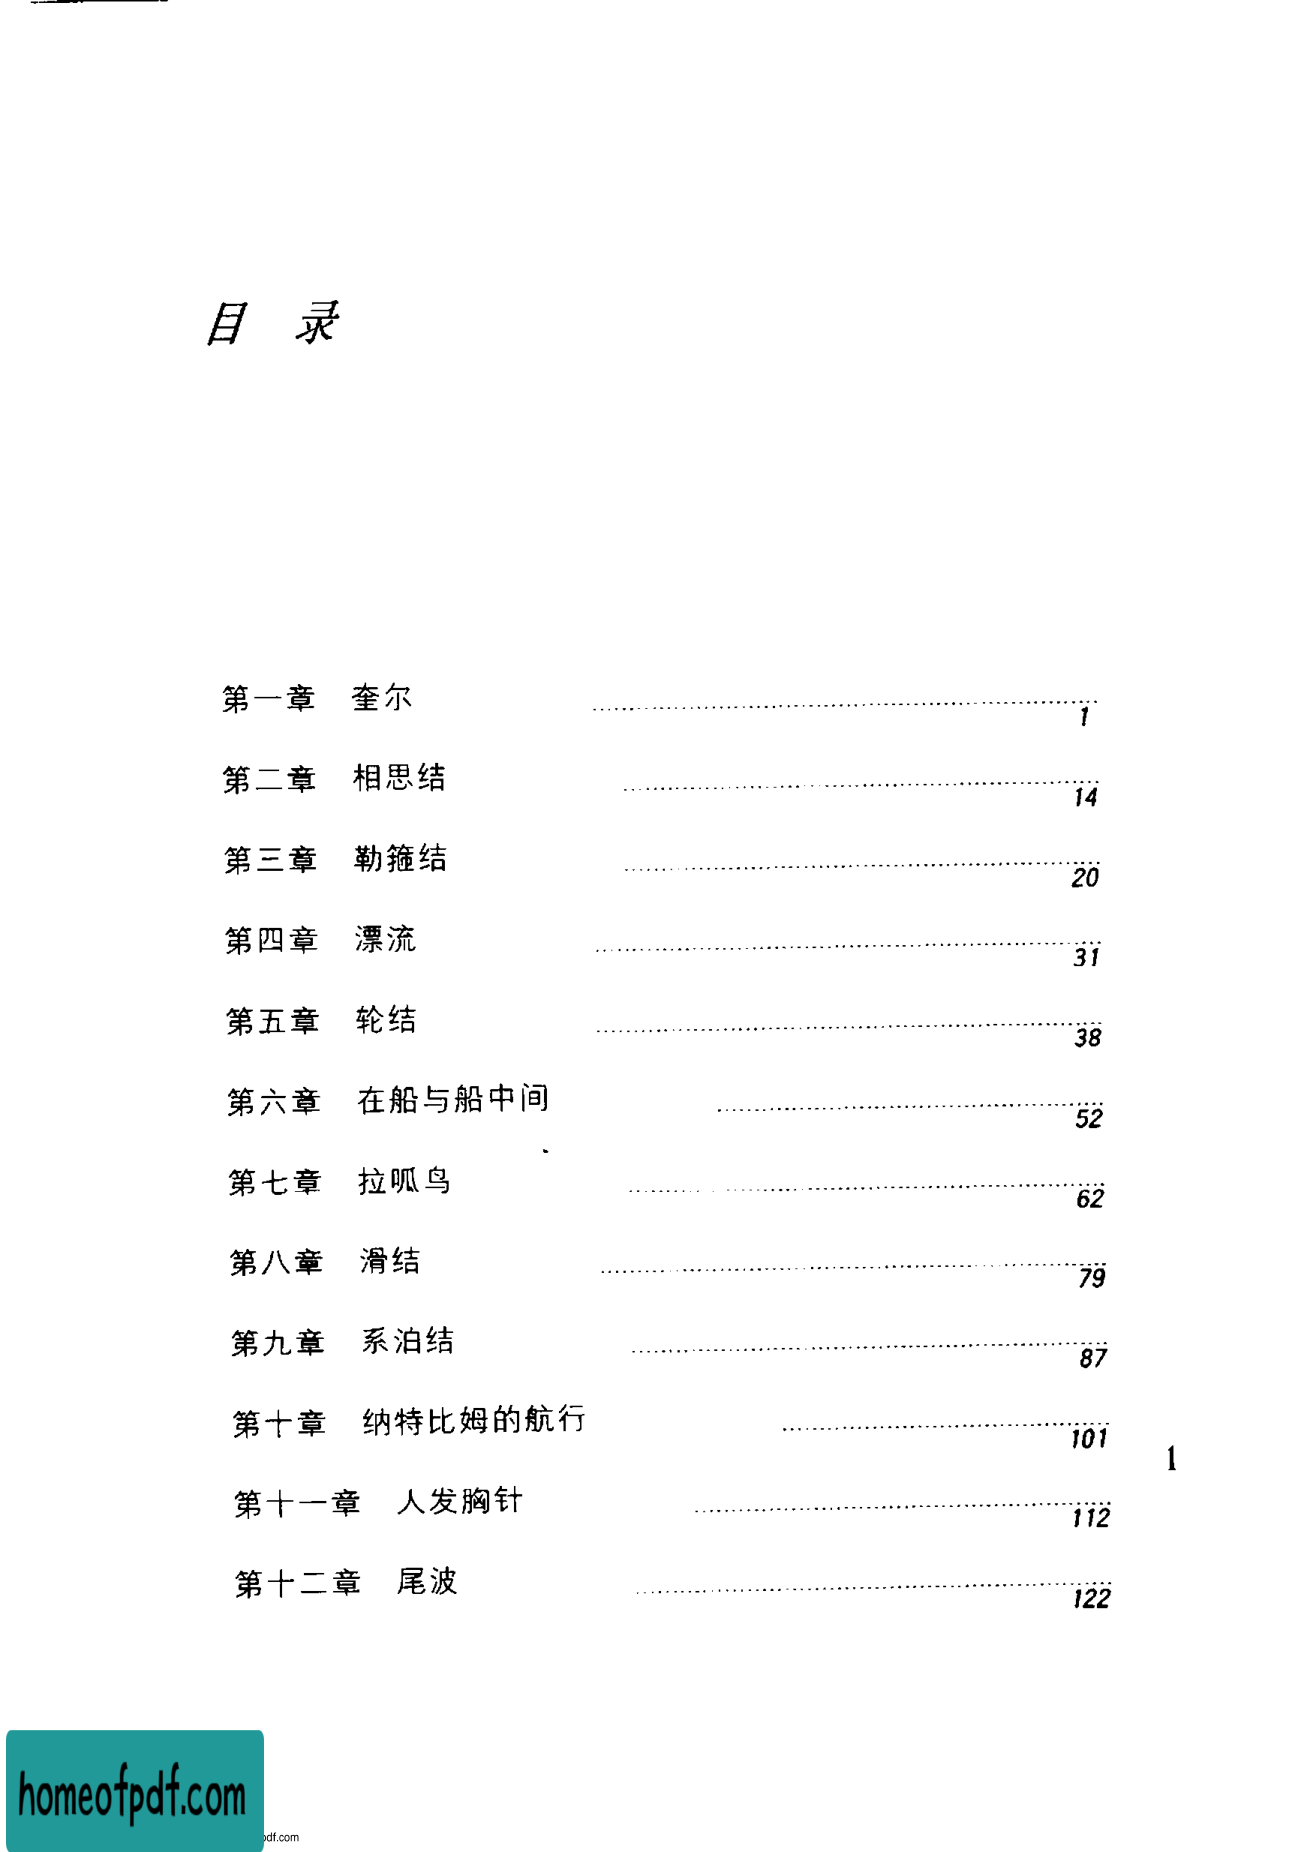 目 录
第一章 奎尔 1
第二章 相思结 14
第三章 勒箍结 20
第四章 漂流 31
第五章 轮结 38
第六章 在船与船中间 52
第七章 拉呱鸟 62
第八章 滑结 79
第九章 系泊结 87
第十章 纳特比姆的航行 101
1
第十一章 人发胸针 112
第十二章 尾波 122
homeofpdf.com
pdf.com